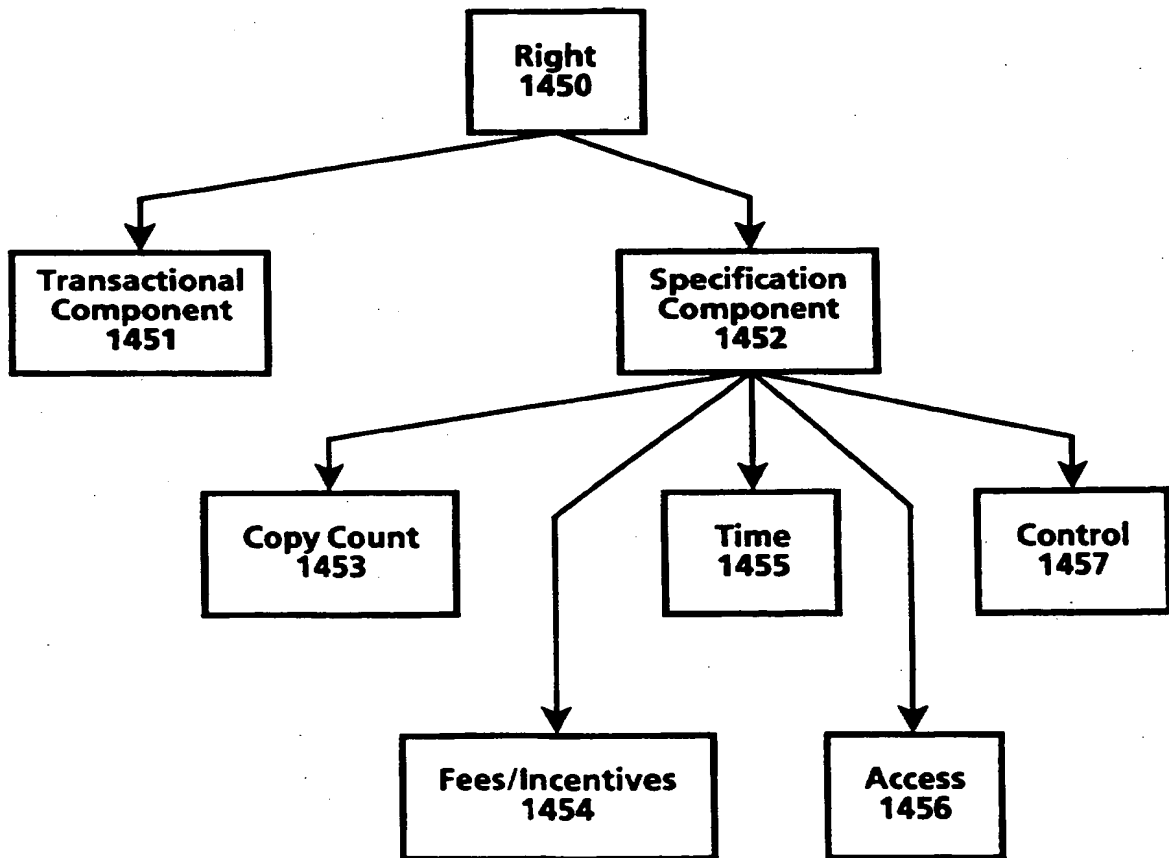 Right
1450
Transactional
Component
1451
Specification
Component
1452
Copy Count
1453
Time
1455
Control
1457
Fees/Incentives
1454
Access
1456